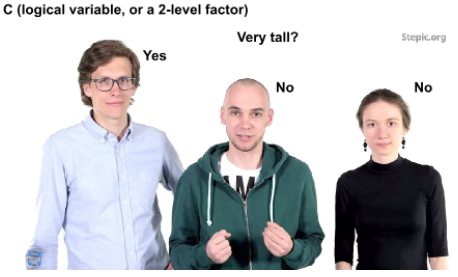 C (logical variable, or a 2-level factor)
Very tall?
Stepic.org
Yes
No
No